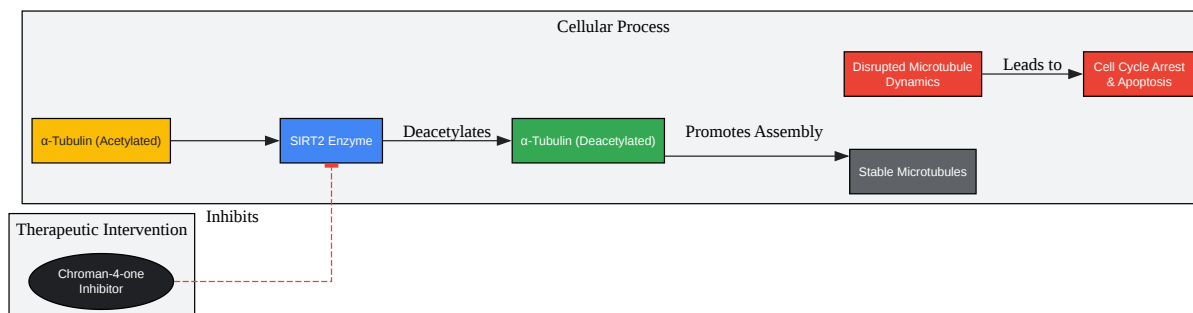 Cellular Process
Disrupted Microtubule
Dynamics
Leads to
Cell Cycle Arrest
& Apoptosis
α-Tubulin (Acetylated)
SIRT2 Enzyme
Deacetylates
α-Tubulin (Deacetylated)
Promotes Assembly
Stable Microtubules
Inhibits
Therapeutic Intervention
Chroman-4-one
Inhibitor